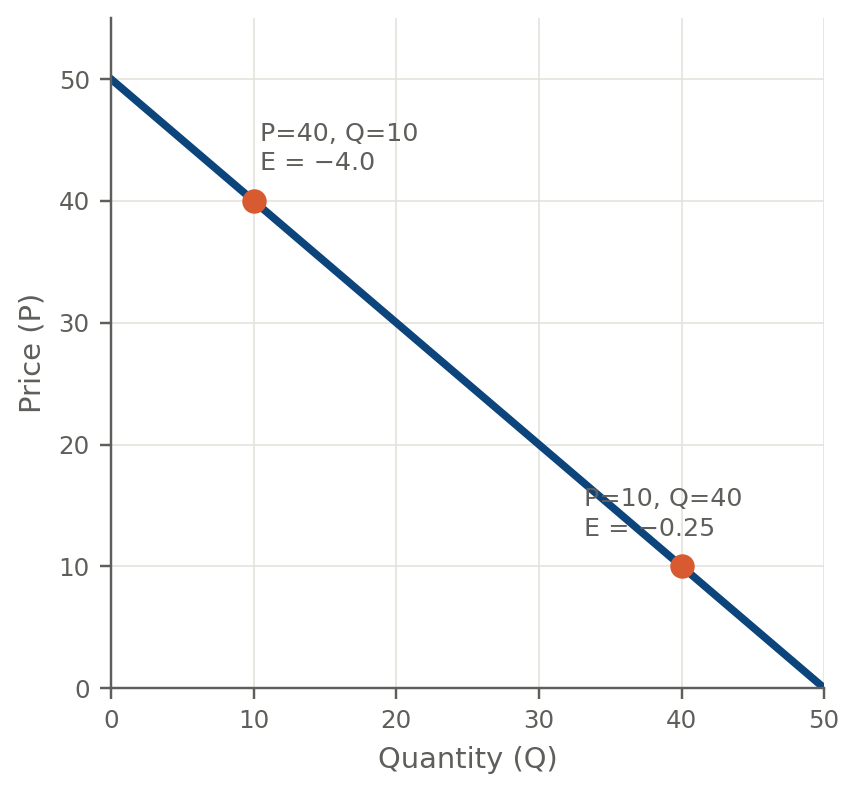 50
P=40, Q=10
E = −4.0
40
30
Price (P)
20
P=10, Q=40
E = −0.25
10
0
0 10 20 30 40 50
Quantity (Q)